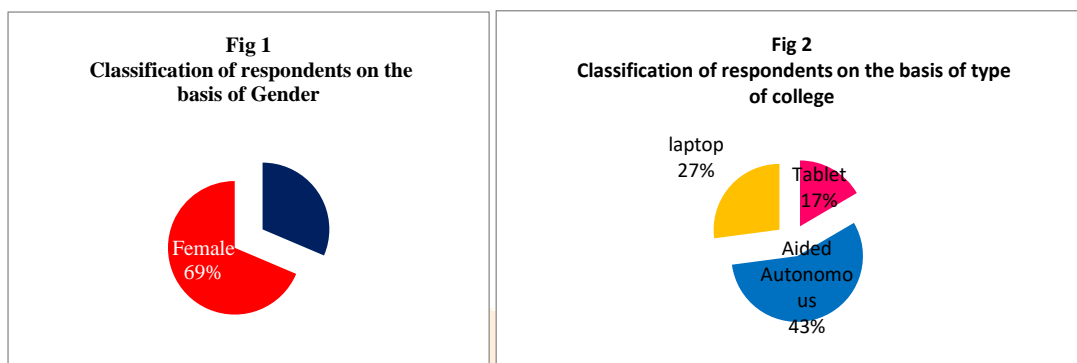 Fig 1
Classification of respondents on the
basis of Gender
Female
69%
Fig 2
Classification of respondents on the basis of type
of college
laptop
27%
Tablet
17%
Aided
Autonomo
us
43%